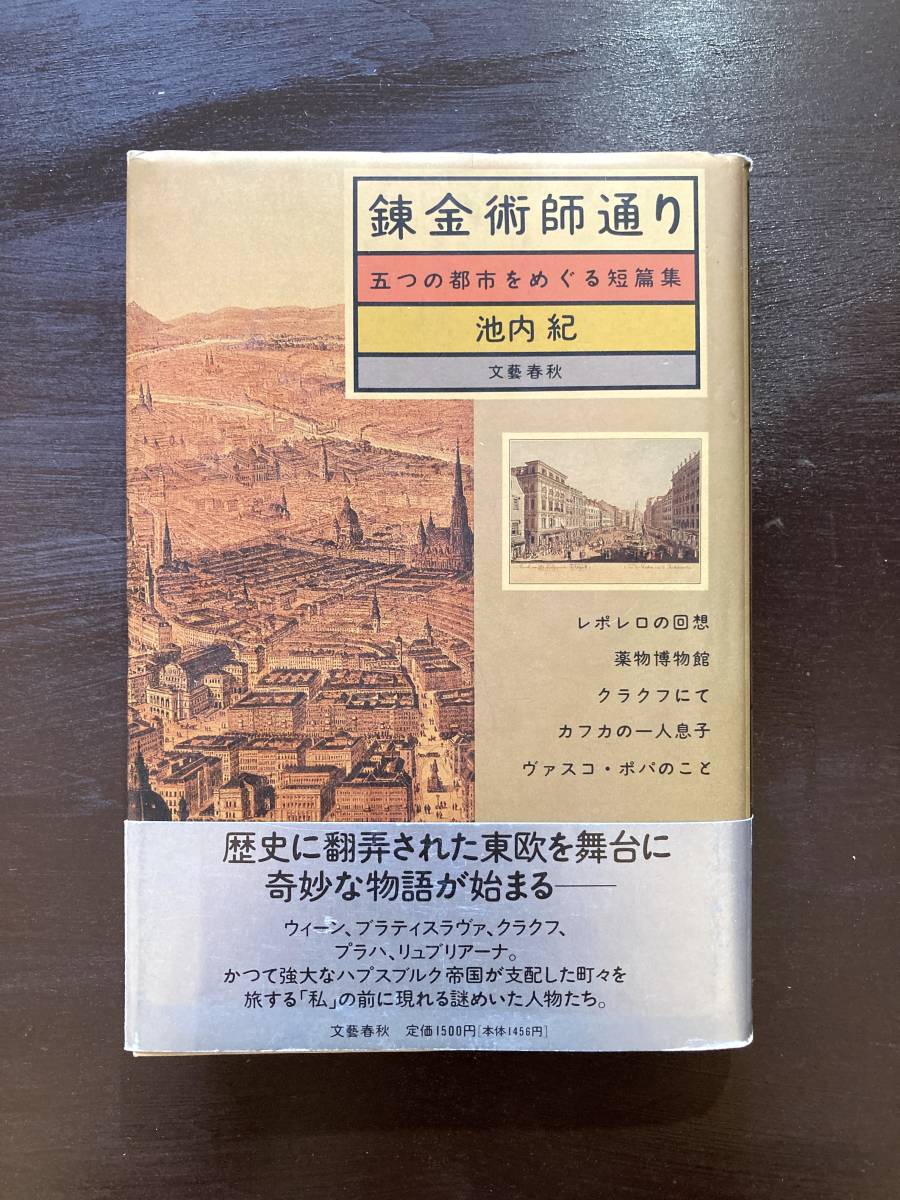 錬金術師通り
五つの都市をめぐる短篇集
池内 紀
文藝春秋
レポレロの回想
薬物博物館
クラクフにて
カフカの一人息子
ヴァスコ・ポパのこと
歴史に翻弄された東欧を舞台に
奇妙な物語が始まる——
ウィーン、ブラティスラヴァ、クラクフ、
プラハ、リュブリアーナ。
かつて強大なハプスブルク帝国が支配した町々を
旅する「私」の前に現れる謎めいた人物たち。
文藝春秋 定価1500円[本体1456円]